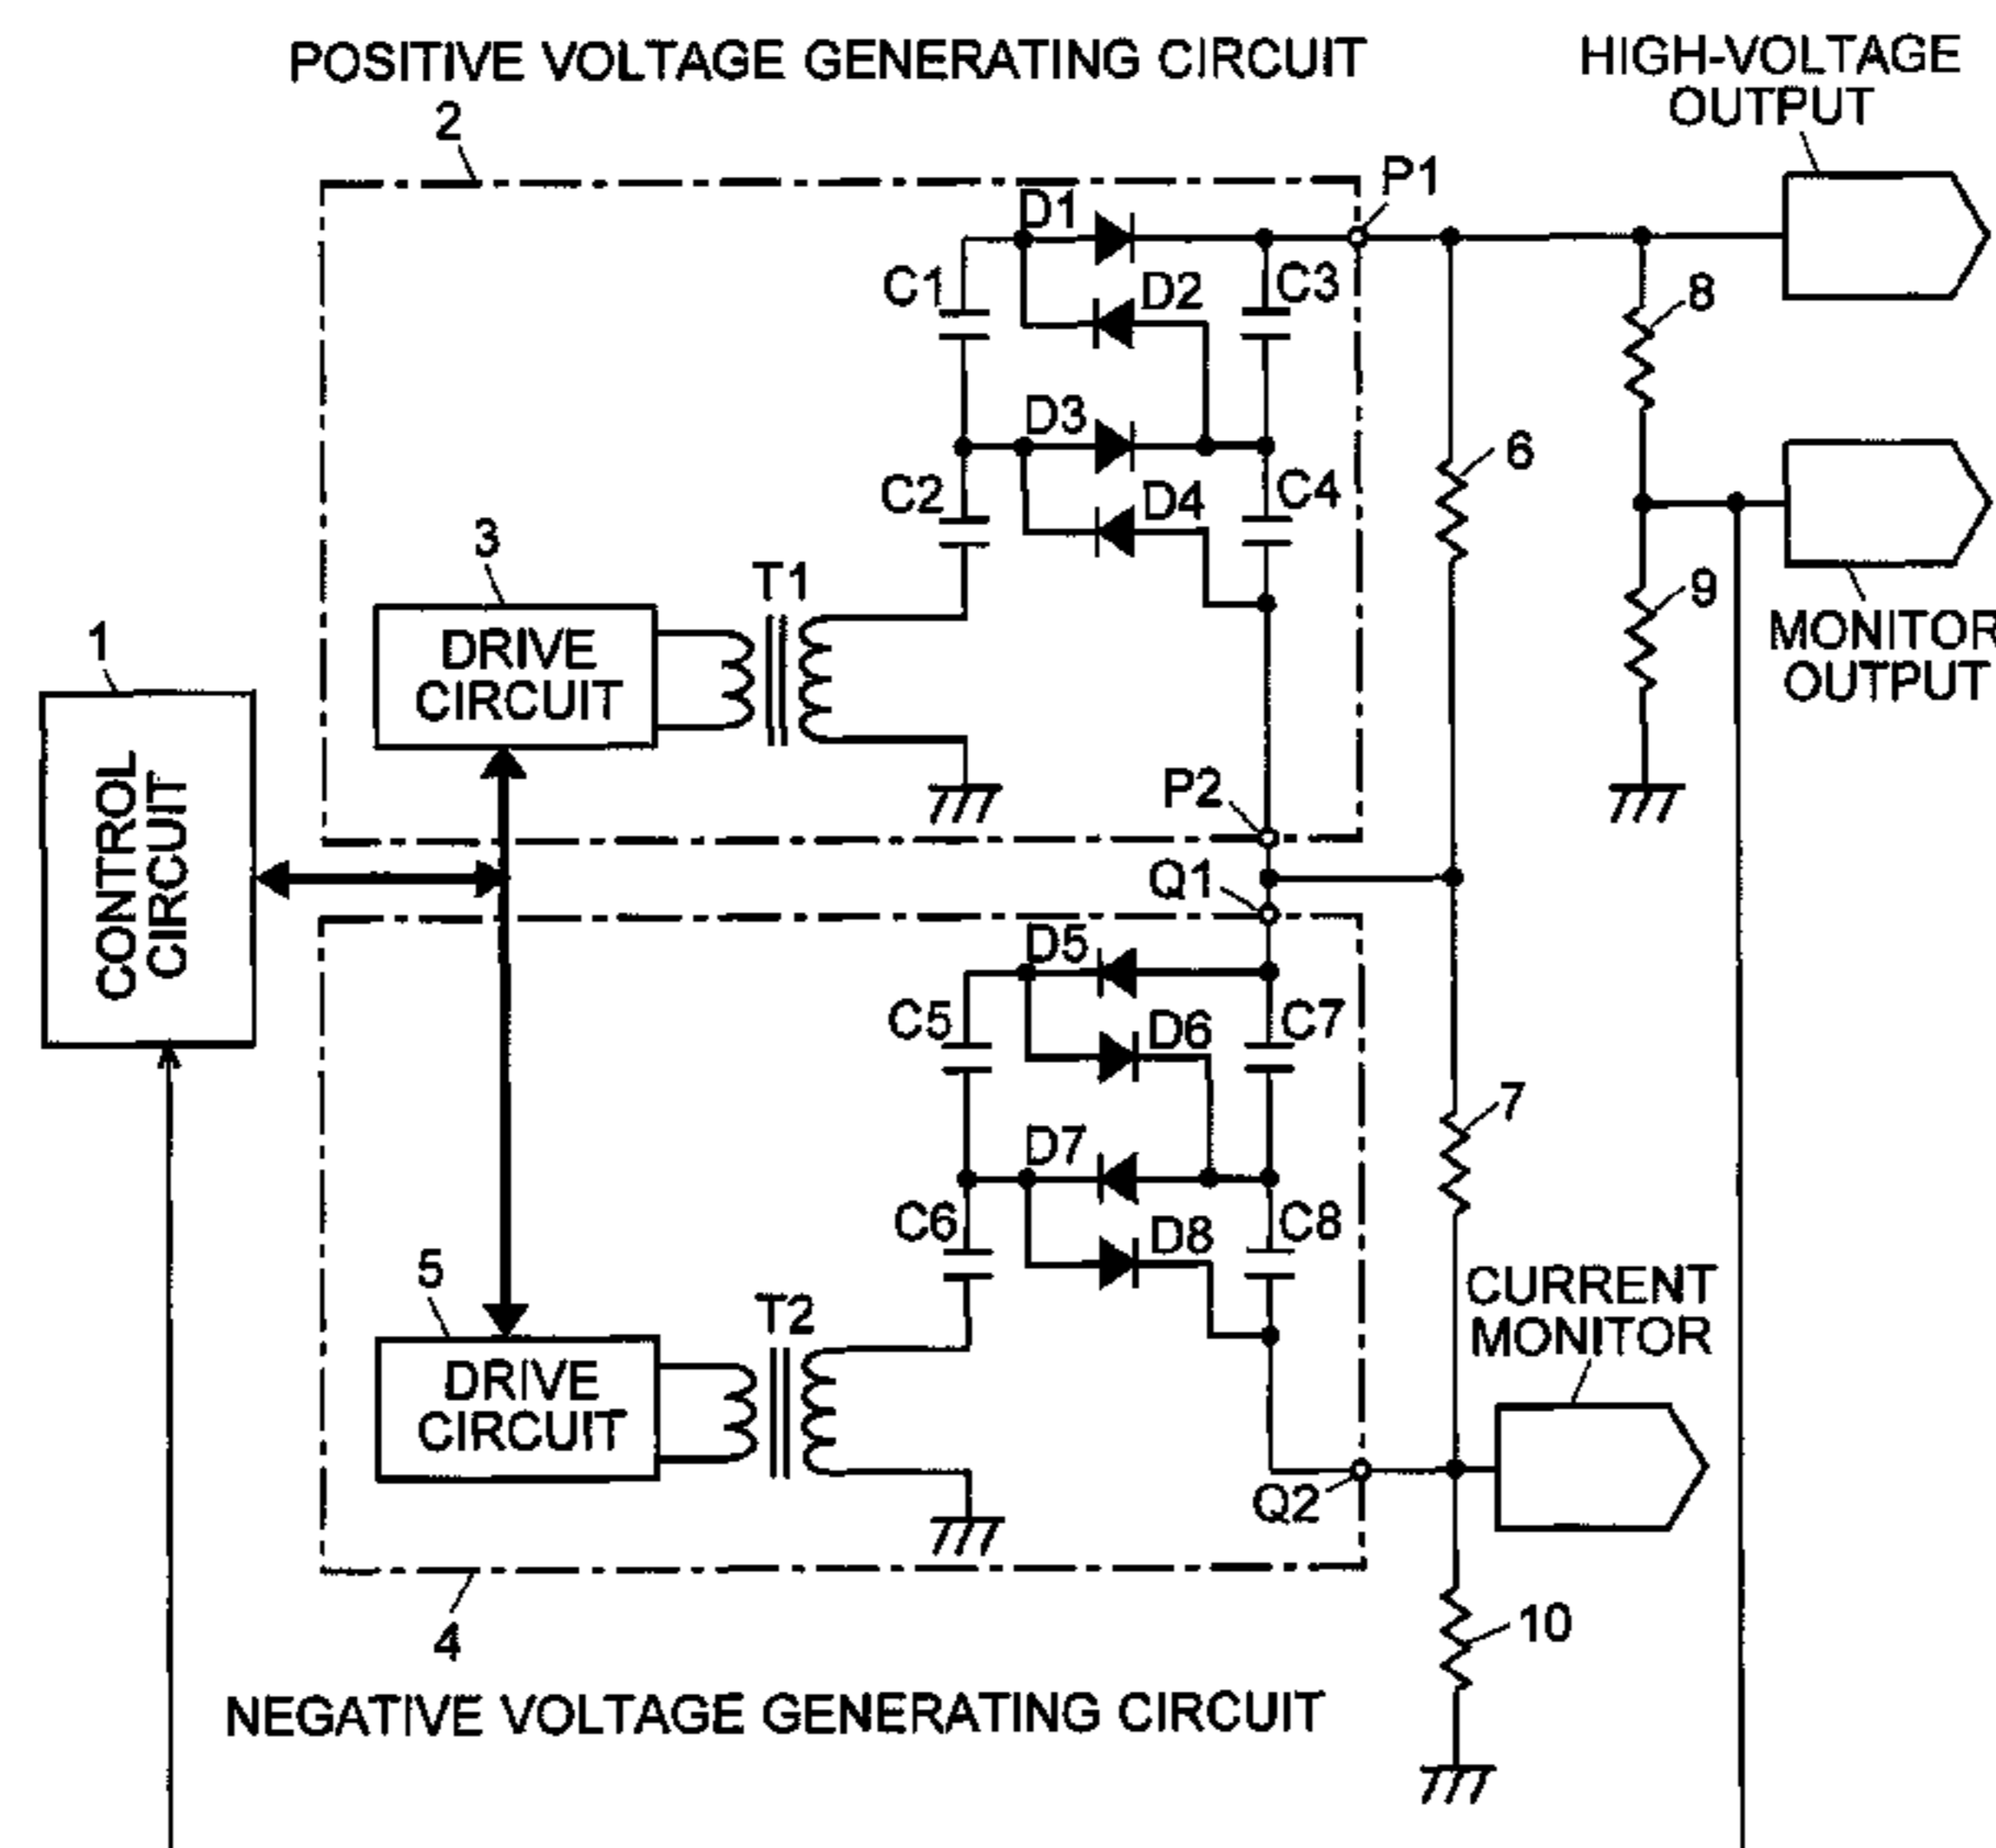 POSITIVE VOLTAGE GENERATING CIRCUIT
HIGH-VOLTAGE
OUTPUT
2
P1
D1
C1
D2
C3
8
D3
6
C2
D4
C4
3
T1
9
DRIVE
CIRCUIT
MONITOR
OUTPUT
1
CONTROL
CIRCUIT
P2
Q1
D5
C5
D6
C7
D7
7
C6
D8
C8
5
T2
CURRENT
MONITOR
DRIVE
CIRCUIT
Q2
4
10
NEGATIVE VOLTAGE GENERATING CIRCUIT